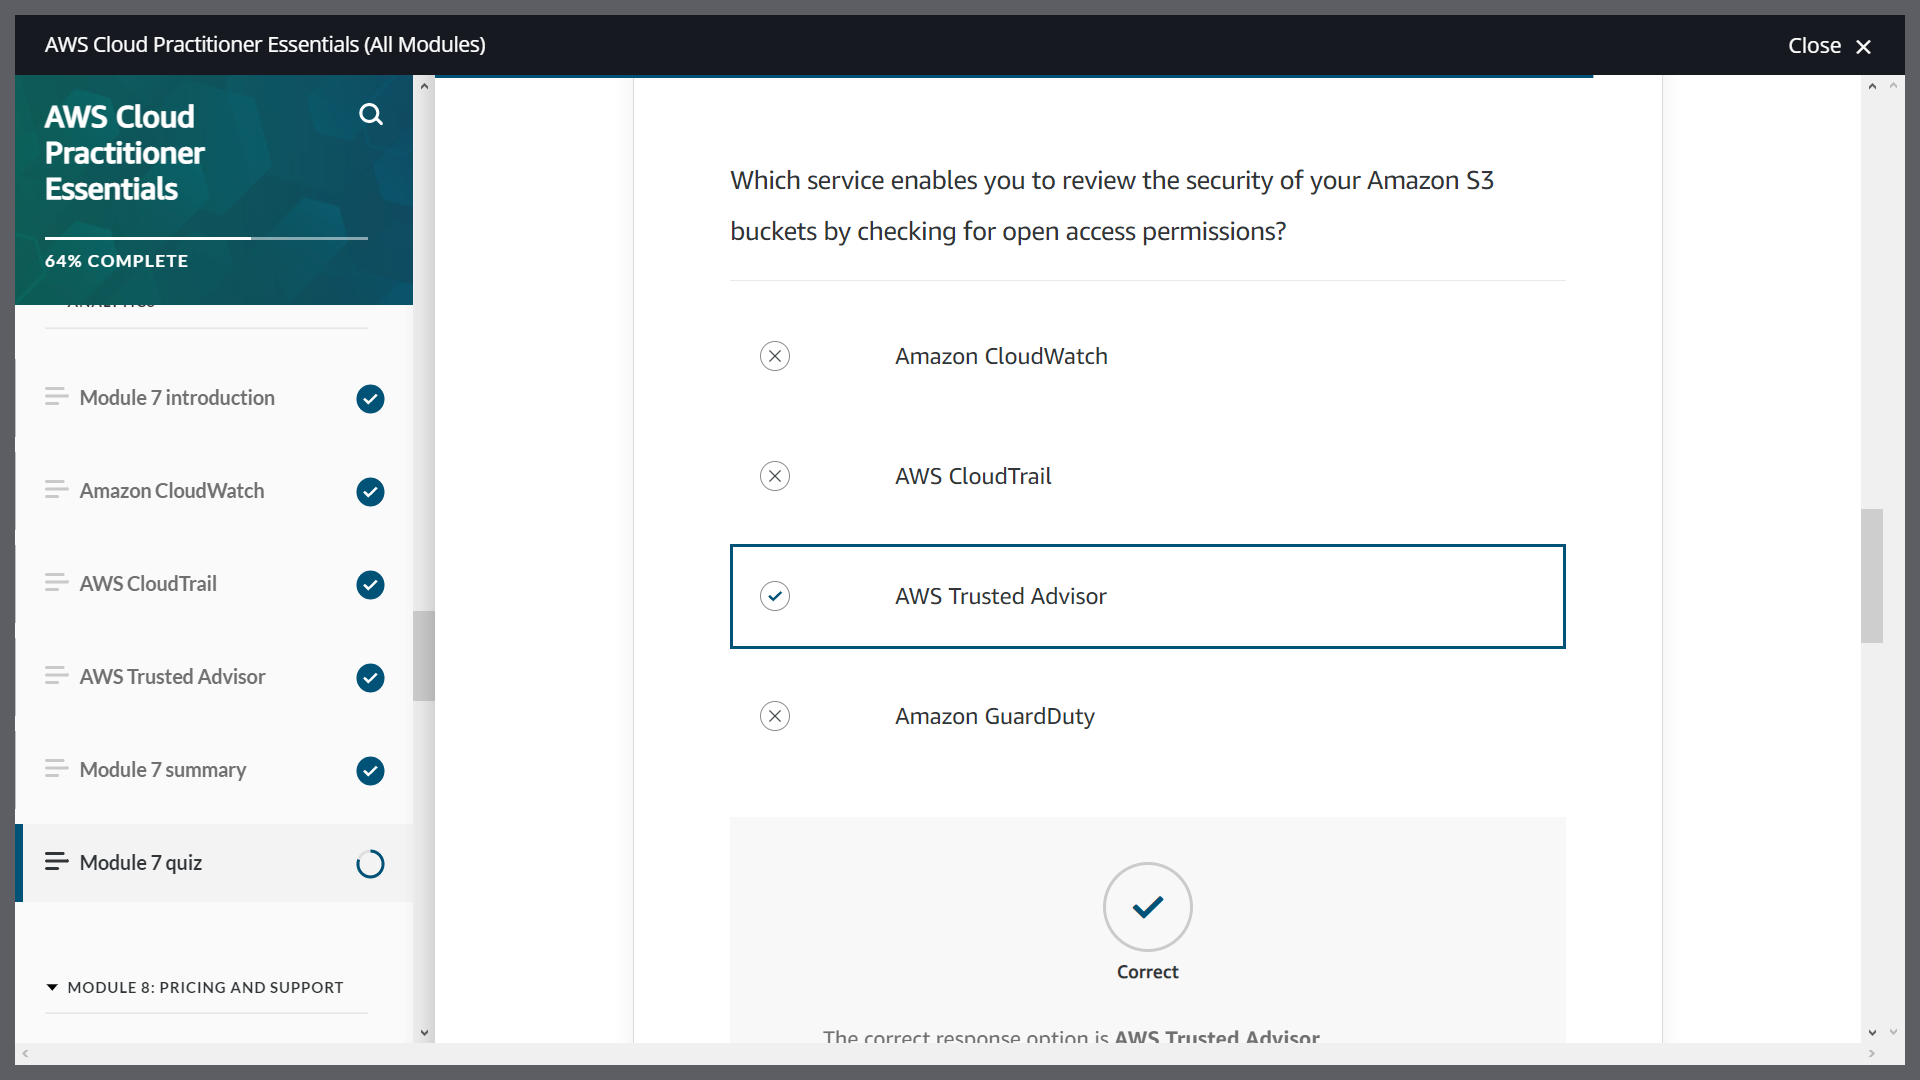 AWS Cloud Practitioner Essentials (All Modules)
Close
AWS Cloud
Practitioner
Essentials
64% COMPLETE
ANALYTICS
Module 7 introduction
Amazon CloudWatch
AWS CloudTrail
AWS Trusted Advisor
Module 7 summary
Module 7 quiz
MODULE 8: PRICING AND SUPPORT
Which service enables you to review the security of your Amazon S3
buckets by checking for open access permissions?
Amazon CloudWatch
AWS CloudTrail
AWS Trusted Advisor
Amazon GuardDuty
Correct
The correct response option is AWS Trusted Advisor